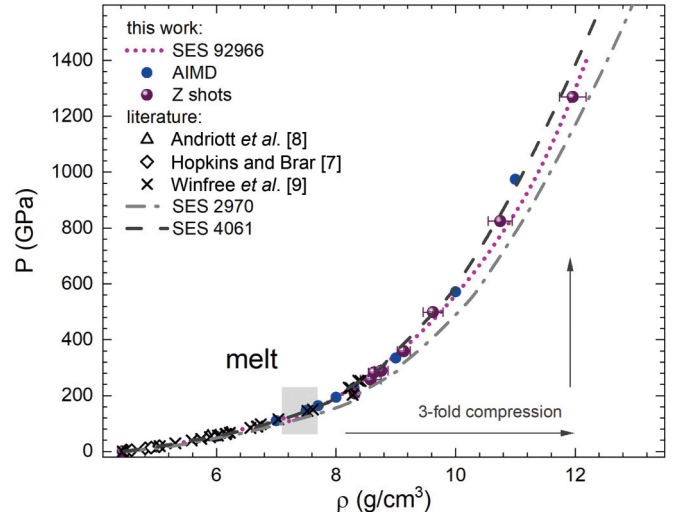 this work:
SES 92966
AIMD
Z shots
literature:
Andriott et al. [8]
Hopkins and Brar [7]
Winfree et al. [9]
SES 2970
SES 4061
1400
1200
1000
800
600
400
200
0
P (GPa)
melt
3-fold compression
6 8 10 12
ρ (g/cm³)